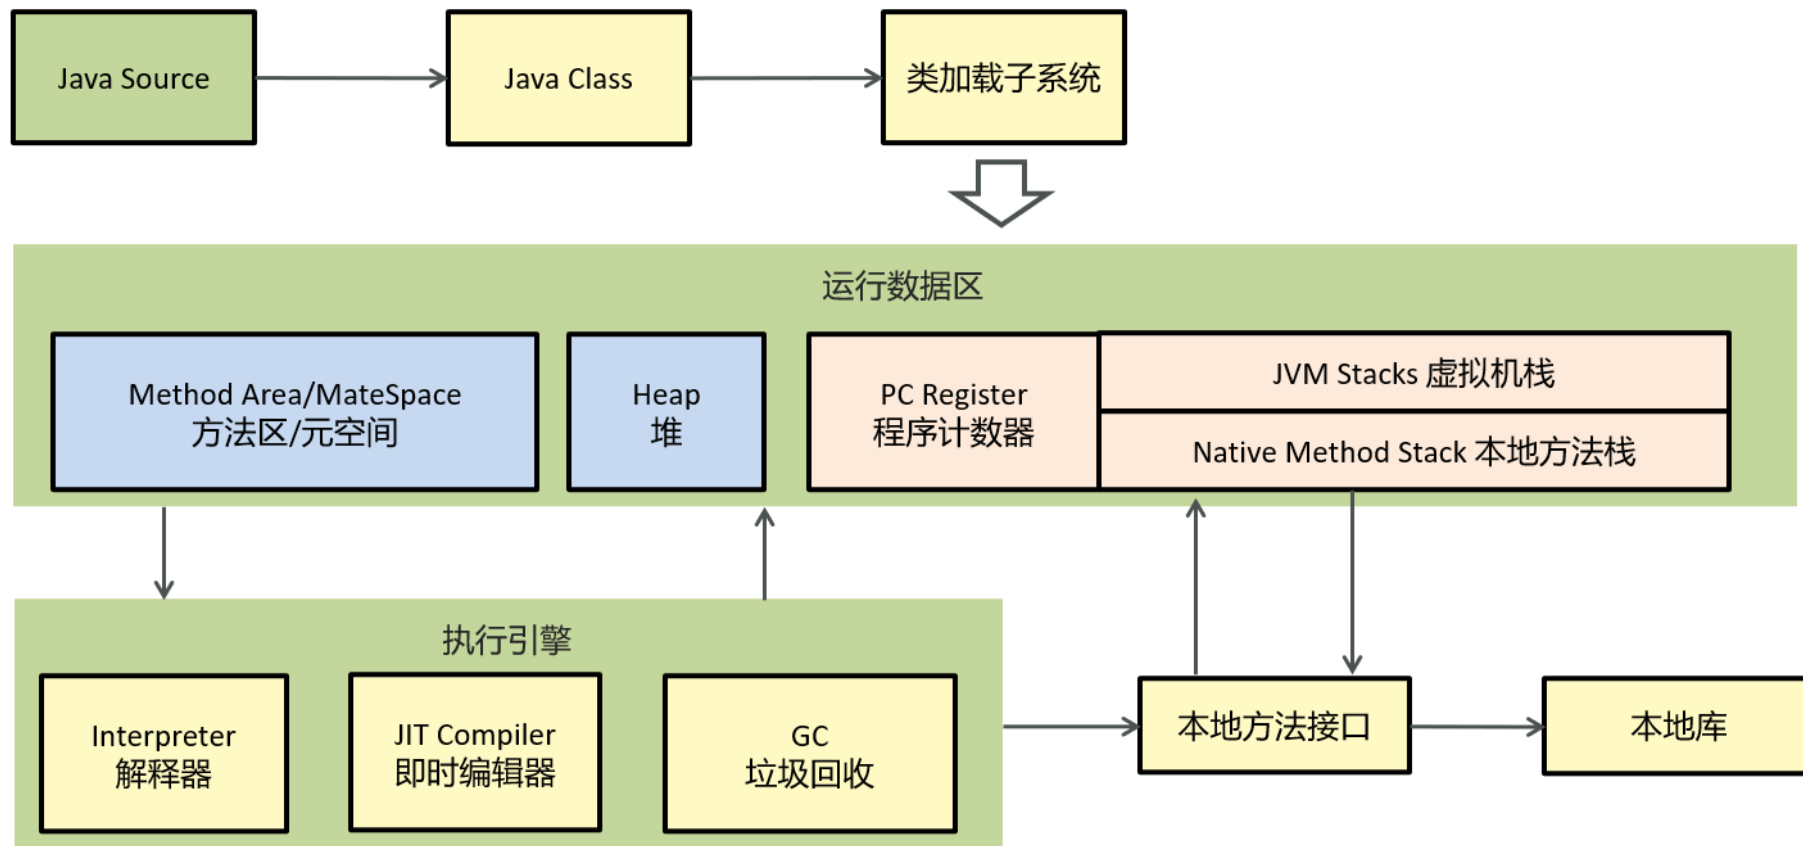 Java Source
Java Class
类加载子系统
运行数据区
Method Area/MateSpace
方法区/元空间
Heap
堆
PC Register
程序计数器
JVM Stacks 虚拟机栈
Native Method Stack 本地方法栈
执行引擎
Interpreter
解释器
JIT Compiler
即时编辑器
GC
垃圾回收
本地方法接口
本地库